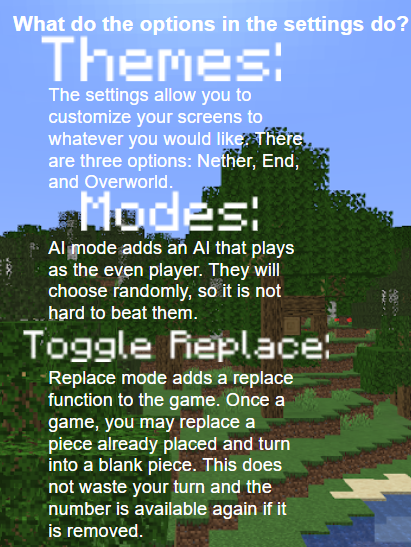 What do the options in the settings do?
Themes:
The settings allow you to
customize your screens to
whatever you would like. There
are three options: Nether, End,
and Overworld.
Modes:
AI mode adds an AI that plays
as the even player. They will
choose randomly, so it is not
hard to beat them.
Toggle Replace:
Replace mode adds a replace
function to the game. Once a
game, you may replace a
piece already placed and turn
into a blank piece. This does
not waste your turn and the
number is available again if it
is removed.